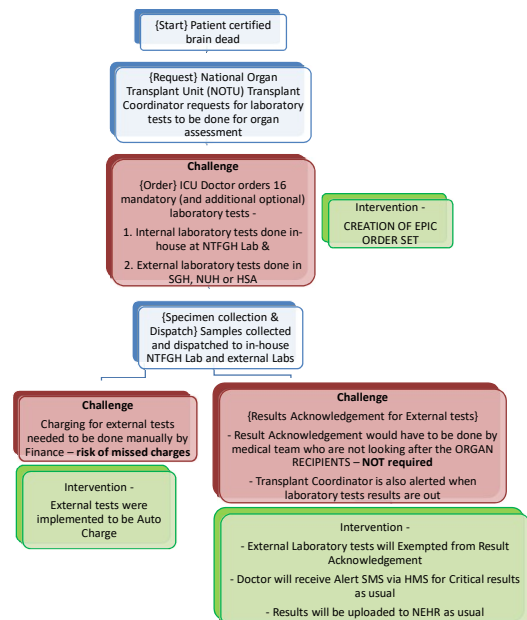 {Start} Patient certified
brain dead
{Request} National Organ
Transplant Unit (NOTU) Transplant
Coordinator requests for laboratory
tests to be done for organ
assessment
Challenge
{Order} ICU Doctor orders 16
mandatory (and additional optional)
laboratory tests -
1. Internal laboratory tests done in-
house at NTFGH Lab &
2. External laboratory tests done in
SGH, NUH or HSA
Intervention -
CREATION OF EPIC
ORDER SET
{Specimen collection &
Dispatch} Samples collected
and dispatched to in-house
NTFGH Lab and external Labs
Challenge
Charging for external tests
needed to be done manually by
Finance – risk of missed charges
Intervention -
External tests were
implemented to be Auto
Charge
Challenge
{Results Acknowledgement for External tests}
- Result Acknowledgement would have to be done by
medical team who are not looking after the ORGAN
RECIPIENTS – NOT required
- Transplant Coordinator is also alerted when
laboratory tests results are out
Intervention -
- External Laboratory tests will Exempted from Result
Acknowledgement
- Doctor will receive Alert SMS via HMS for Critical results
as usual
- Results will be uploaded to NEHR as usual